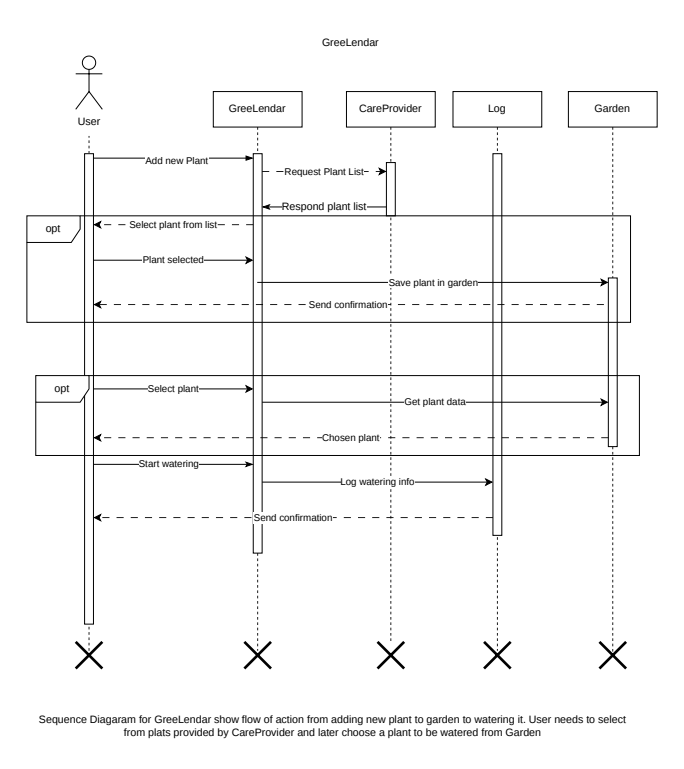 GreeLendar
User
GreeLendar
CareProvider
Log
Garden
Add new Plant
Request Plant List
Respond plant list
opt
Select plant from list
Plant selected
Save plant in garden
Send confirmation
opt
Select plant
Get plant data
Chosen plant
Start watering
Log watering info
Send confirmation
Sequence Diagaram for GreeLendar show flow of action from adding new plant to garden to watering it. User needs to select
from plats provided by CareProvider and later choose a plant to be watered from Garden